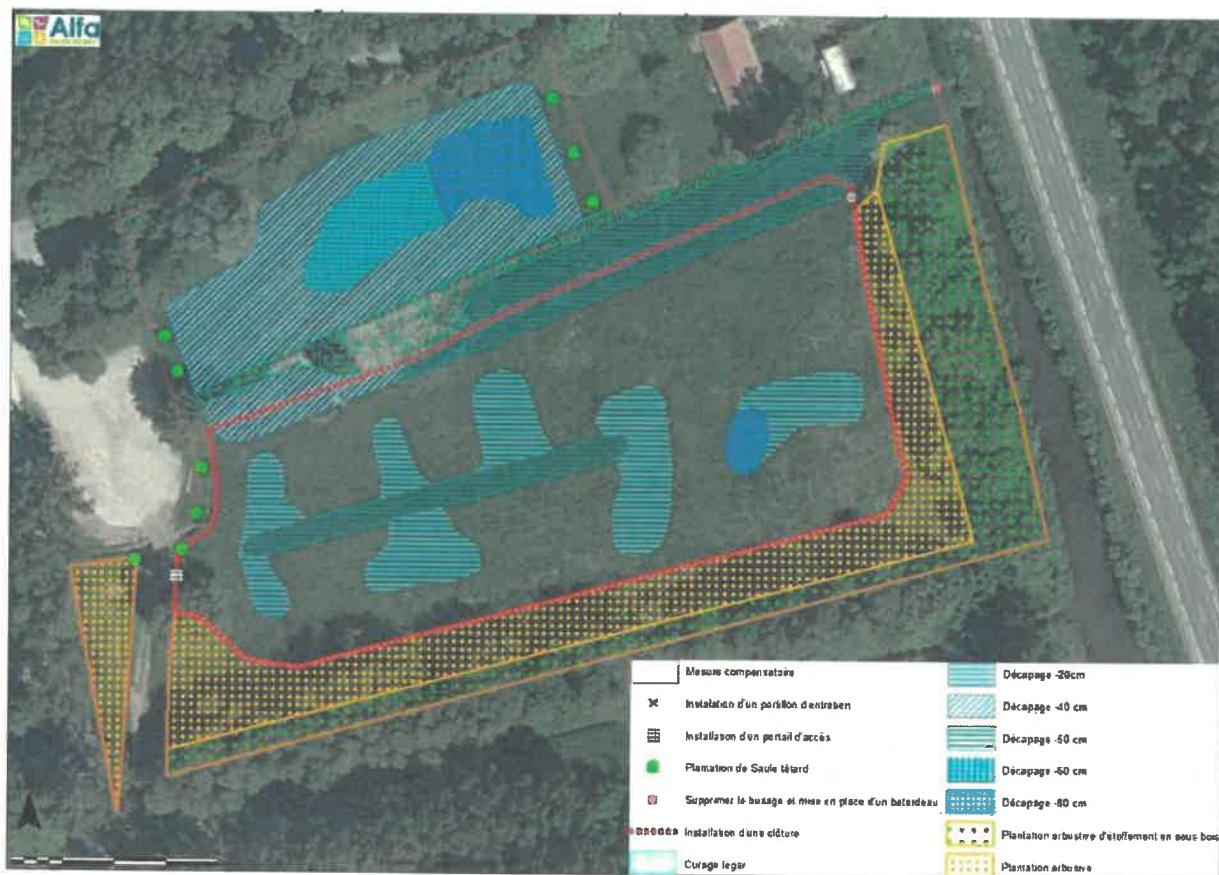 Alfa
Mesure compensatoire
Installation d'un portillon d'entretien
Installation d'un portail d'accès
Plantation de Saule têtard
Supprimer le busage et mise en place d'un batardeau
Installation d'une clôture
Curage léger
Décapage -20cm
Décapage -40 cm
Décapage -50 cm
Décapage -60 cm
Décapage -80 cm
Plantation arbustive d'étoffement en sous bois
Plantation arbustive